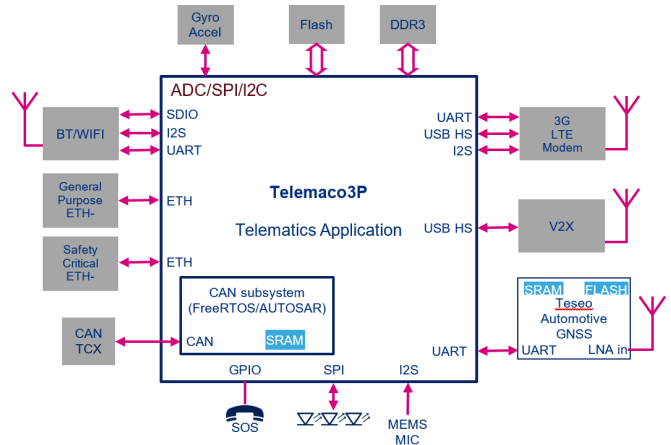 Gyro
Accel
Flash
DDR3
ADC/SPI/I2C
BT/WIFI
SDIO
I2S
UART
UART
USB HS
I2S
3G
LTE
Modem
General
Purpose
ETH-
ETH
Telemaco3P
Telematics Application
USB HS
V2X
Safety
Critical
ETH-
ETH
CAN subsystem
(FreeRTOS/AUTOSAR)
CAN
SRAM
CAN
TCX
SRAM
FLASH
Teseo
Automotive
GNSS
UART
UART
LNA in
GPIO
SPI
I2S
SOS
MEMS
MIC